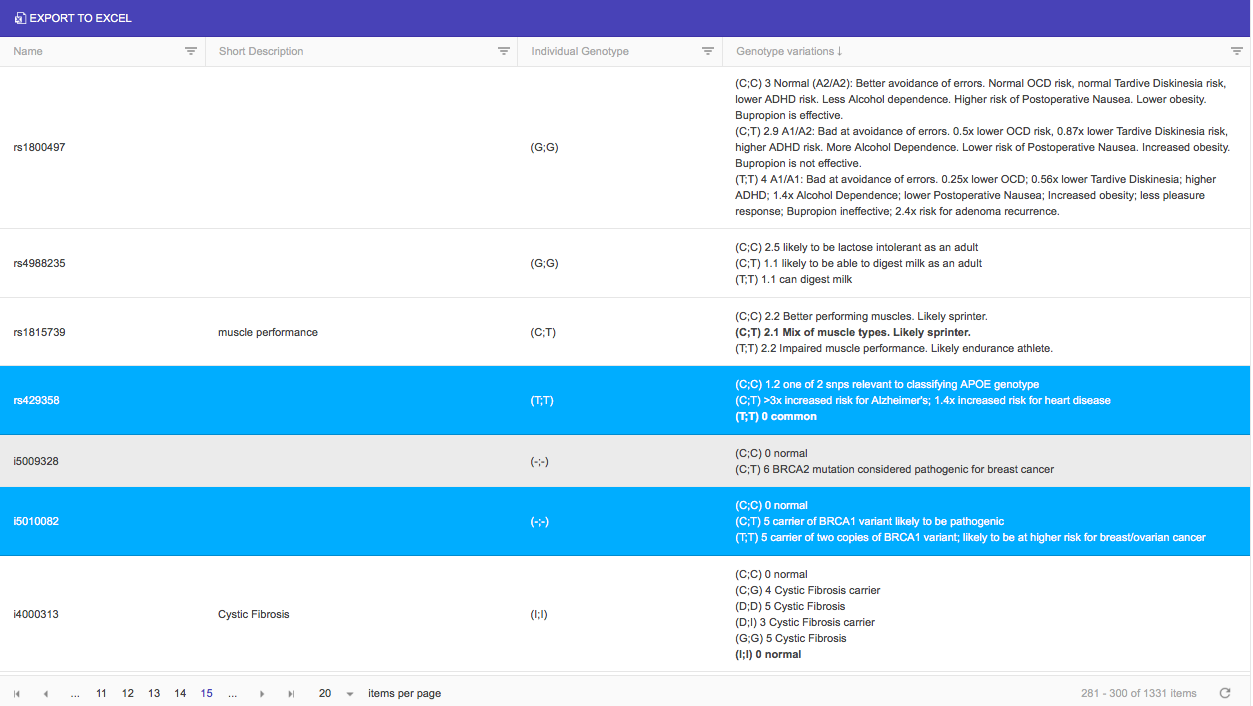 EXPORT TO EXCEL
Name
Short Description
Individual Genotype
Genotype variations ↓
rs1800497
(G;G)
(C;C) 3 Normal (A2/A2): Better avoidance of errors. Normal OCD risk, normal Tardive Diskinesia risk,
lower ADHD risk. Less Alcohol dependence. Higher risk of Postoperative Nausea. Lower obesity.
Bupropion is effective.
(C;T) 2.9 A1/A2: Bad at avoidance of errors. 0.5x lower OCD risk, 0.87x lower Tardive Diskinesia risk,
higher ADHD risk. More Alcohol Dependence. Lower risk of Postoperative Nausea. Increased obesity.
Bupropion is not effective.
(T;T) 4 A1/A1: Bad at avoidance of errors. 0.25x lower OCD; 0.56x lower Tardive Diskinesia; higher
ADHD; 1.4x Alcohol Dependence; lower Postoperative Nausea; Increased obesity; less pleasure
response; Bupropion ineffective; 2.4x risk for adenoma recurrence.
rs4988235
(G;G)
(C;C) 2.5 likely to be lactose intolerant as an adult
(C;T) 1.1 likely to be able to digest milk as an adult
(T;T) 1.1 can digest milk
rs1815739
muscle performance
(C;T)
(C;C) 2.2 Better performing muscles. Likely sprinter.
(C;T) 2.1 Mix of muscle types. Likely sprinter.
(T;T) 2.2 Impaired muscle performance. Likely endurance athlete.
rs429358
(T;T)
(C;C) 1.2 one of 2 snps relevant to classifying APOE genotype
(C;T) >3x increased risk for Alzheimer's; 1.4x increased risk for heart disease
(T;T) 0 common
i5009328
(-;-)
(C;C) 0 normal
(C;T) 6 BRCA2 mutation considered pathogenic for breast cancer
i5010082
(-;-)
(C;C) 0 normal
(C;T) 5 carrier of BRCA1 variant likely to be pathogenic
(T;T) 5 carrier of two copies of BRCA1 variant; likely to be at higher risk for breast/ovarian cancer
i4000313
Cystic Fibrosis
(I;I)
(C;C) 0 normal
(C;G) 4 Cystic Fibrosis carrier
(D;D) 5 Cystic Fibrosis
(D;I) 3 Cystic Fibrosis carrier
(G;G) 5 Cystic Fibrosis
(I;I) 0 normal
... 11 12 13 14 15 ... 20 items per page
281 - 300 of 1331 items